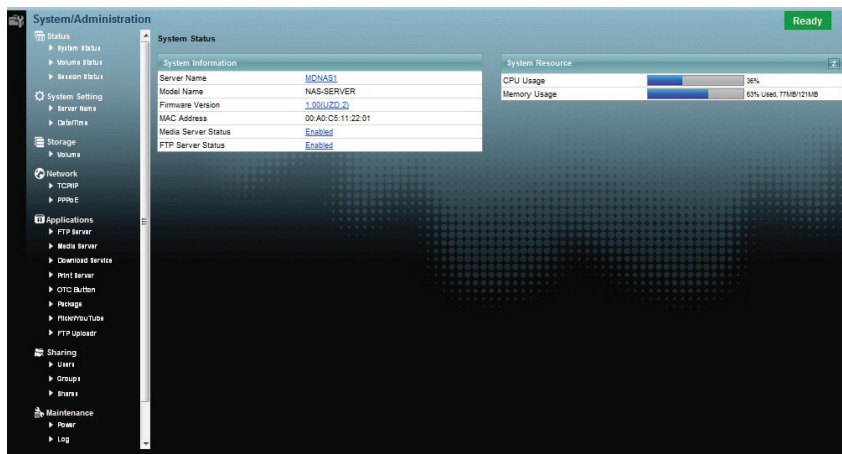 System/Administration
Ready
Status
System Status
Volume Status
Session Status
System Setting
Server Name
Date/Time
Storage
Volume
Network
TCP/IP
PPPoE
Applications
FTP Server
Media Server
Download Service
Print Server
OTC Button
Package
Flickr/YouTube
FTP Uploadr
Sharing
Users
Groups
Shares
Maintenance
Power
Log
System Status
System Information
Server Name MDNAS1
Model Name NAS-SERVER
Firmware Version 1.00(UZD.2)
MAC Address 00:A0:C5:11:22:01
Media Server Status Enabled
FTP Server Status Enabled
System Resource
CPU Usage 36%
Memory Usage 63% Used, 77MB/121MB